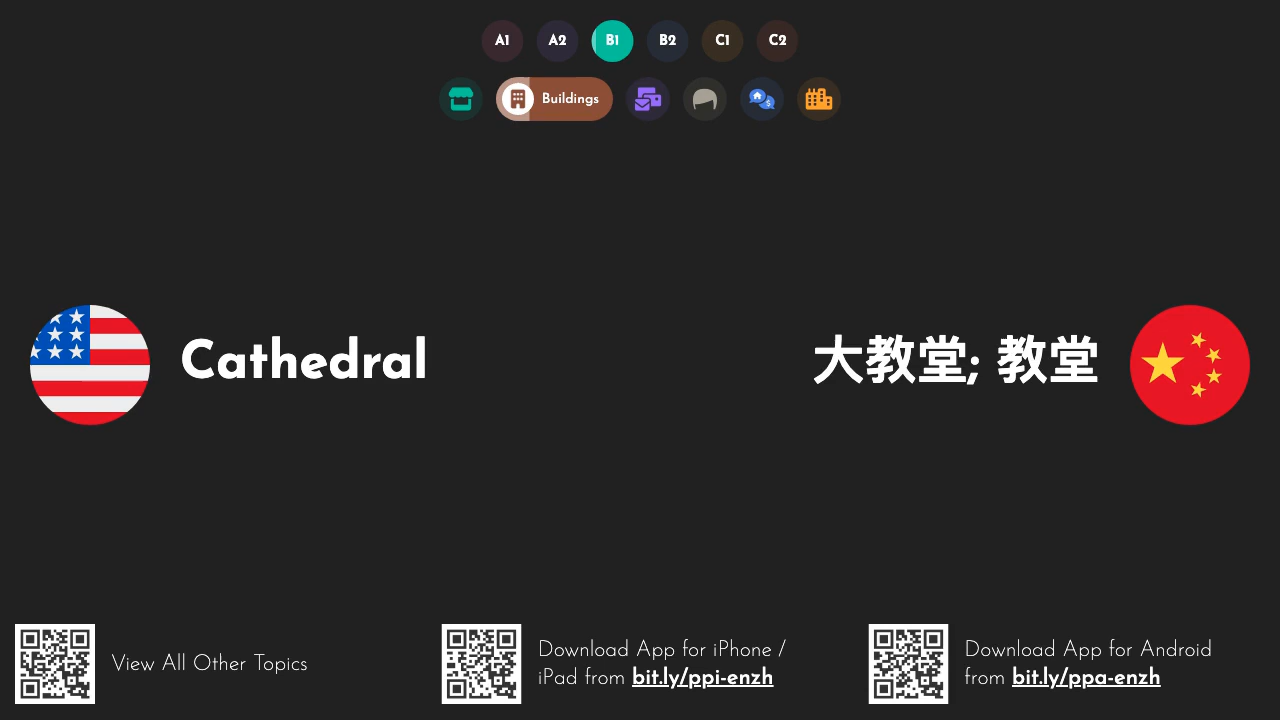 A1 A2 B1 B2 C1 C2
Buildings
Cathedral
大教堂; 教堂
View All Other Topics
Download App for iPhone /
iPad from bit.ly/ppi-enzh
Download App for Android
from bit.ly/ppa-enzh